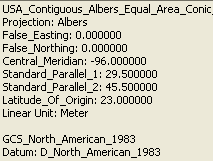 USA_Contiguous_Albers_Equal_Area_Conic
Projection: Albers
False_Easting: 0.000000
False_Northing: 0.000000
Central_Meridian: -96.000000
Standard_Parallel_1: 29.500000
Standard_Parallel_2: 45.500000
Latitude_Of_Origin: 23.000000
Linear Unit: Meter
GCS_North_American_1983
Datum: D_North_American_1983